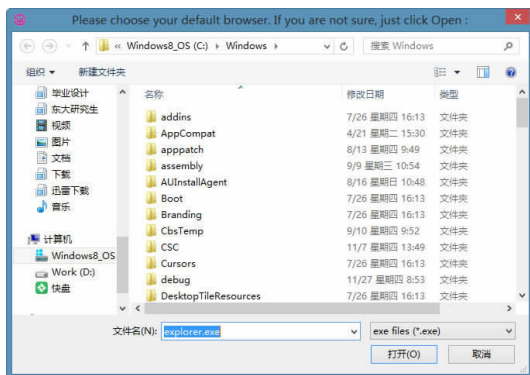 Please choose your default browser. If you are not sure, just click Open :
« Windows8_OS (C:) › Windows ›
搜索 Windows
组织 新建文件夹
毕业设计
东大研究生
视频
图片
文档
下载
迅雷下载
音乐
计算机
Windows8_OS
Work (D:)
快盘
名称 修改日期 类型
addins 7/26 星期四 16:13 文件夹
AppCompat 4/21 星期二 15:30 文件夹
apppatch 8/13 星期四 9:49 文件夹
assembly 9/9 星期三 10:54 文件夹
AUInstallAgent 8/16 星期日 10:48 文件夹
Boot 7/26 星期四 16:13 文件夹
Branding 7/26 星期四 16:13 文件夹
CbsTemp 9/10 星期四 9:52 文件夹
CSC 11/7 星期四 13:49 文件夹
Cursors 7/26 星期四 16:13 文件夹
debug 11/27 星期四 8:53 文件夹
DesktopTileResources 7/26 星期四 16:13 文件夹
文件名(N): explorer.exe
exe files (*.exe)
打开(O) 取消